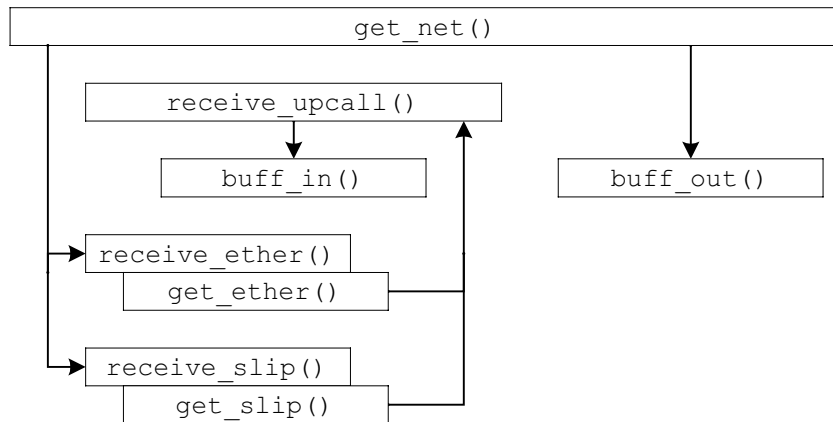 get_net()
receive_upcall()
buff_in()
buff_out()
receive_ether()
get_ether()
receive_slip()
get_slip()